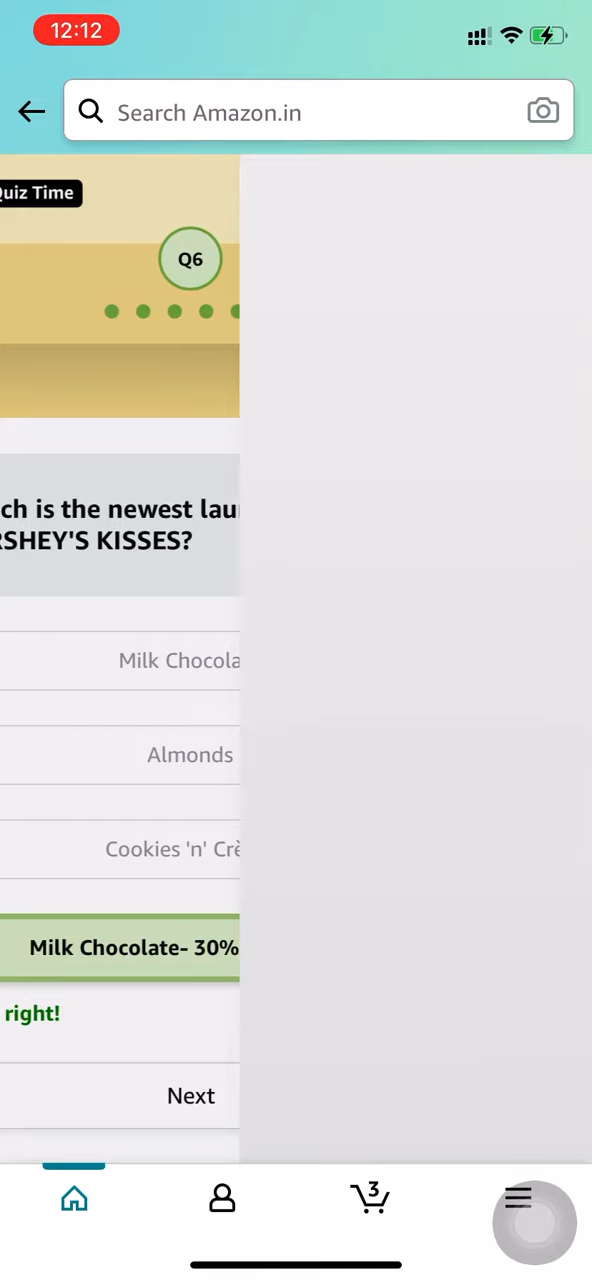 12:12
Search Amazon.in
Quiz Time
Q6
ch is the newest lau
RSHEY'S KISSES?
Milk Chocola
Almonds
Cookies 'n' Crè
Milk Chocolate- 30%
right!
Next
3